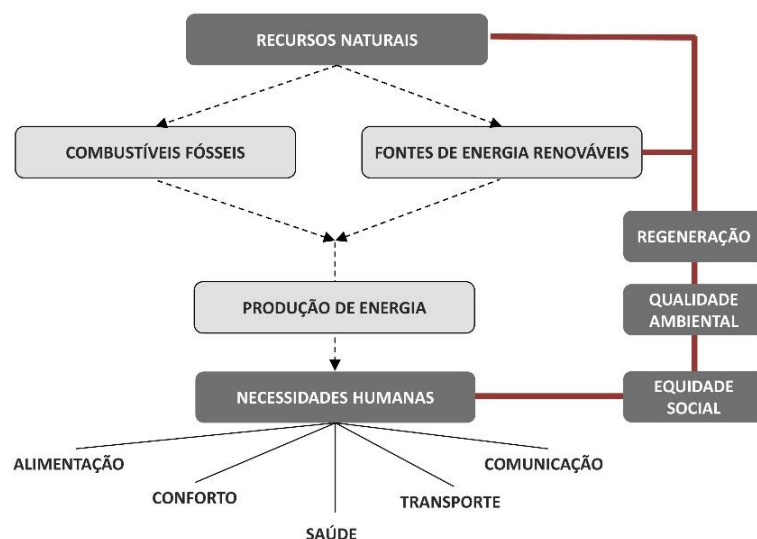 RECURSOS NATURAIS
COMBUSTÍVEIS FÓSSEIS
FONTES DE ENERGIA RENOVÁVEIS
REGENERAÇÃO
PRODUÇÃO DE ENERGIA
QUALIDADE
AMBIENTAL
NECESSIDADES HUMANAS
EQUIDADE
SOCIAL
ALIMENTAÇÃO
CONFORTO
SAÚDE
TRANSPORTE
COMUNICAÇÃO